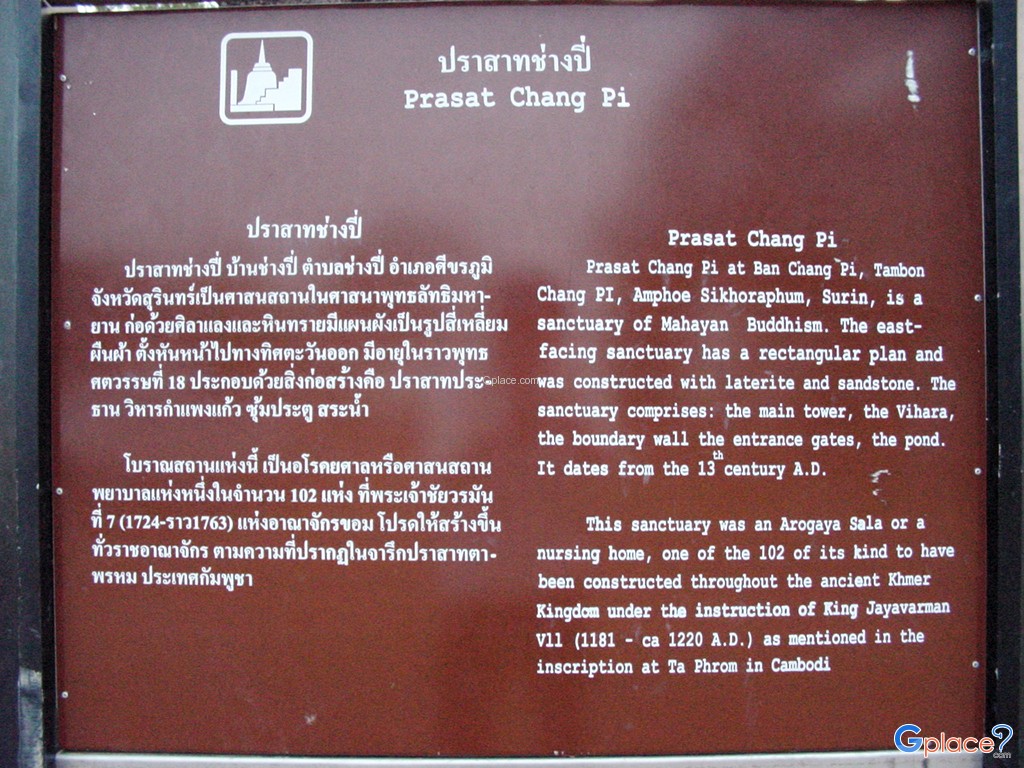 ปราสาทช่างปี่
Prasat Chang Pi
ปราสาทช่างปี่
ปราสาทช่างปี่ บ้านช่างปี่ ตำบลช่างปี่ อำเภอศีขรภูมิ
จังหวัดสุรินทร์เป็นศาสนสถานในศาสนาพุทธลัทธิมหา-
ยาน ก่อด้วยศิลาแลงและหินทรายมีแผนผังเป็นรูปสี่เหลี่ยม
ผืนผ้า ตั้งหันหน้าไปทางทิศตะวันออก มีอายุในราวพุทธ
ศตวรรษที่ 18 ประกอบด้วยสิ่งก่อสร้างคือ ปราสาทประ-
ธาน วิหารกำแพงแก้ว ซุ้มประตู สระน้ำ
โบราณสถานแห่งนี้ เป็นอโรคยศาลหรือศาสนสถาน
พยาบาลแห่งหนึ่งในจำนวน 102 แห่ง ที่พระเจ้าชัยวรมัน
ที่ 7 (1724-ราว1763) แห่งอาณาจักรขอม โปรดให้สร้างขึ้น
ทั่วราชอาณาจักร ตามความที่ปรากฏในจารึกปราสาทตา-
พรหม ประเทศกัมพูชา
Prasat Chang Pi
Prasat Chang Pi at Ban Chang Pi, Tambon
Chang PI, Amphoe Sikhoraphum, Surin, is a
sanctuary of Mahayan Buddhism. The east-
facing sanctuary has a rectangular plan and
was constructed with laterite and sandstone. The
sanctuary comprises: the main tower, the Vihara,
the boundary wall the entrance gates, the pond.
It dates from the 13th century A.D.
This sanctuary was an Arogaya Sala or a
nursing home, one of the 102 of its kind to have
been constructed throughout the ancient Khmer
Kingdom under the instruction of King Jayavarman
Vll (1181 - ca 1220 A.D.) as mentioned in the
inscription at Ta Phrom in Cambodi
Gplace.com
Gplace?.com